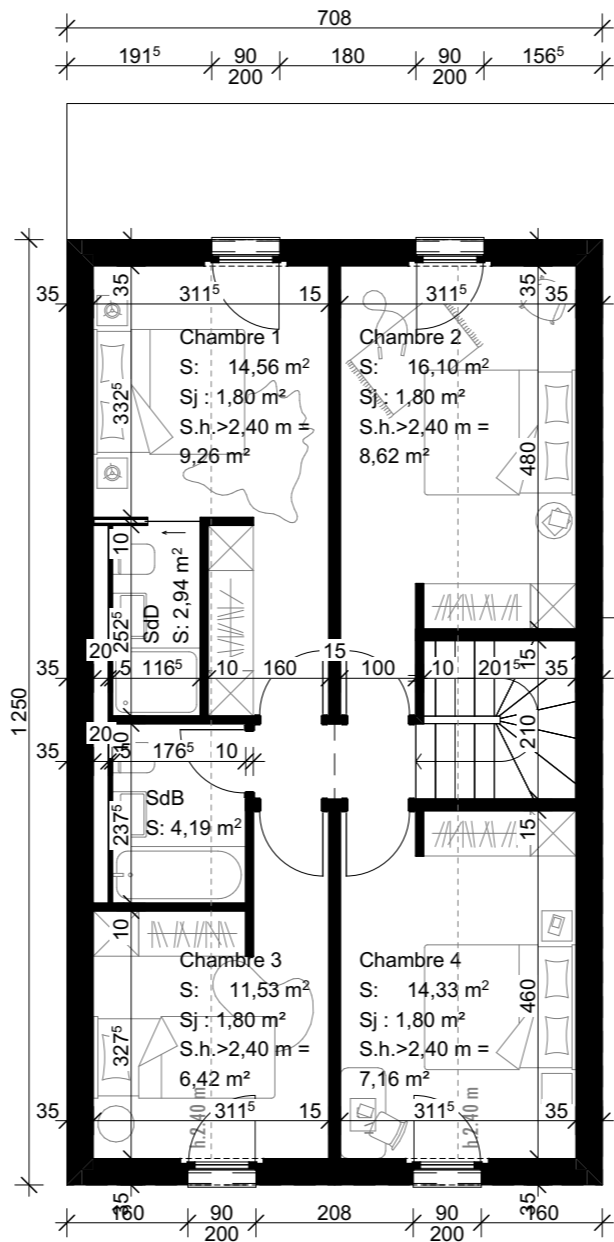 708
191⁵ 90 180 90 156⁵
200 200
35 35
35 311⁵ 15 311⁵ 35
Chambre 1
S: 14,56 m²
Sj : 1,80 m²
S.h.>2,40 m =
9,26 m²
Chambre 2
S: 16,10 m²
Sj : 1,80 m²
S.h.>2,40 m =
8,62 m²
332⁵
480
10
252⁵
SdD
S: 2,94 m²
15
15
35 20 5 116⁵ 10 160 100 10 201⁵ 35
1250
210
35 20 5 176⁵ 10
10
SdB
S: 4,19 m²
237⁵
15
10
Chambre 3
S: 11,53 m²
Sj : 1,80 m²
S.h.>2,40 m =
6,42 m²
Chambre 4
S: 14,33 m²
Sj : 1,80 m²
S.h.>2,40 m =
7,16 m²
327⁵
460
h.2.40 m
h.2.40 m
35 311⁵ 15 311⁵ 35
35 35
160 90 208 90 160
200 200